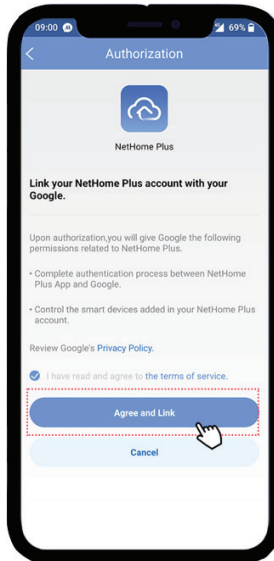 09:00
69%
Authorization
NetHome Plus
Link your NetHome Plus account with your
Google.
Upon authorization,you will give Google the following
permissions related to NetHome Plus.
• Complete authentication process between NetHome
Plus App and Google.
• Control the smart devices added in your NetHome Plus
account.
Review Google's Privacy Policy.
I have read and agree to the terms of service.
Agree and Link
Cancel